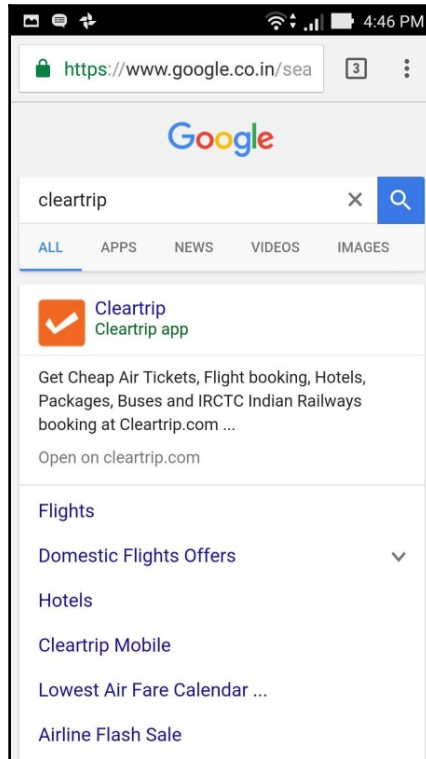 4:46 PM
https://www.google.co.in/sea
3
Google
cleartrip
ALL APPS NEWS VIDEOS IMAGES
Cleartrip
Cleartrip app
Get Cheap Air Tickets, Flight booking, Hotels,
Packages, Buses and IRCTC Indian Railways
booking at Cleartrip.com ...
Open on cleartrip.com
Flights
Domestic Flights Offers
Hotels
Cleartrip Mobile
Lowest Air Fare Calendar ...
Airline Flash Sale